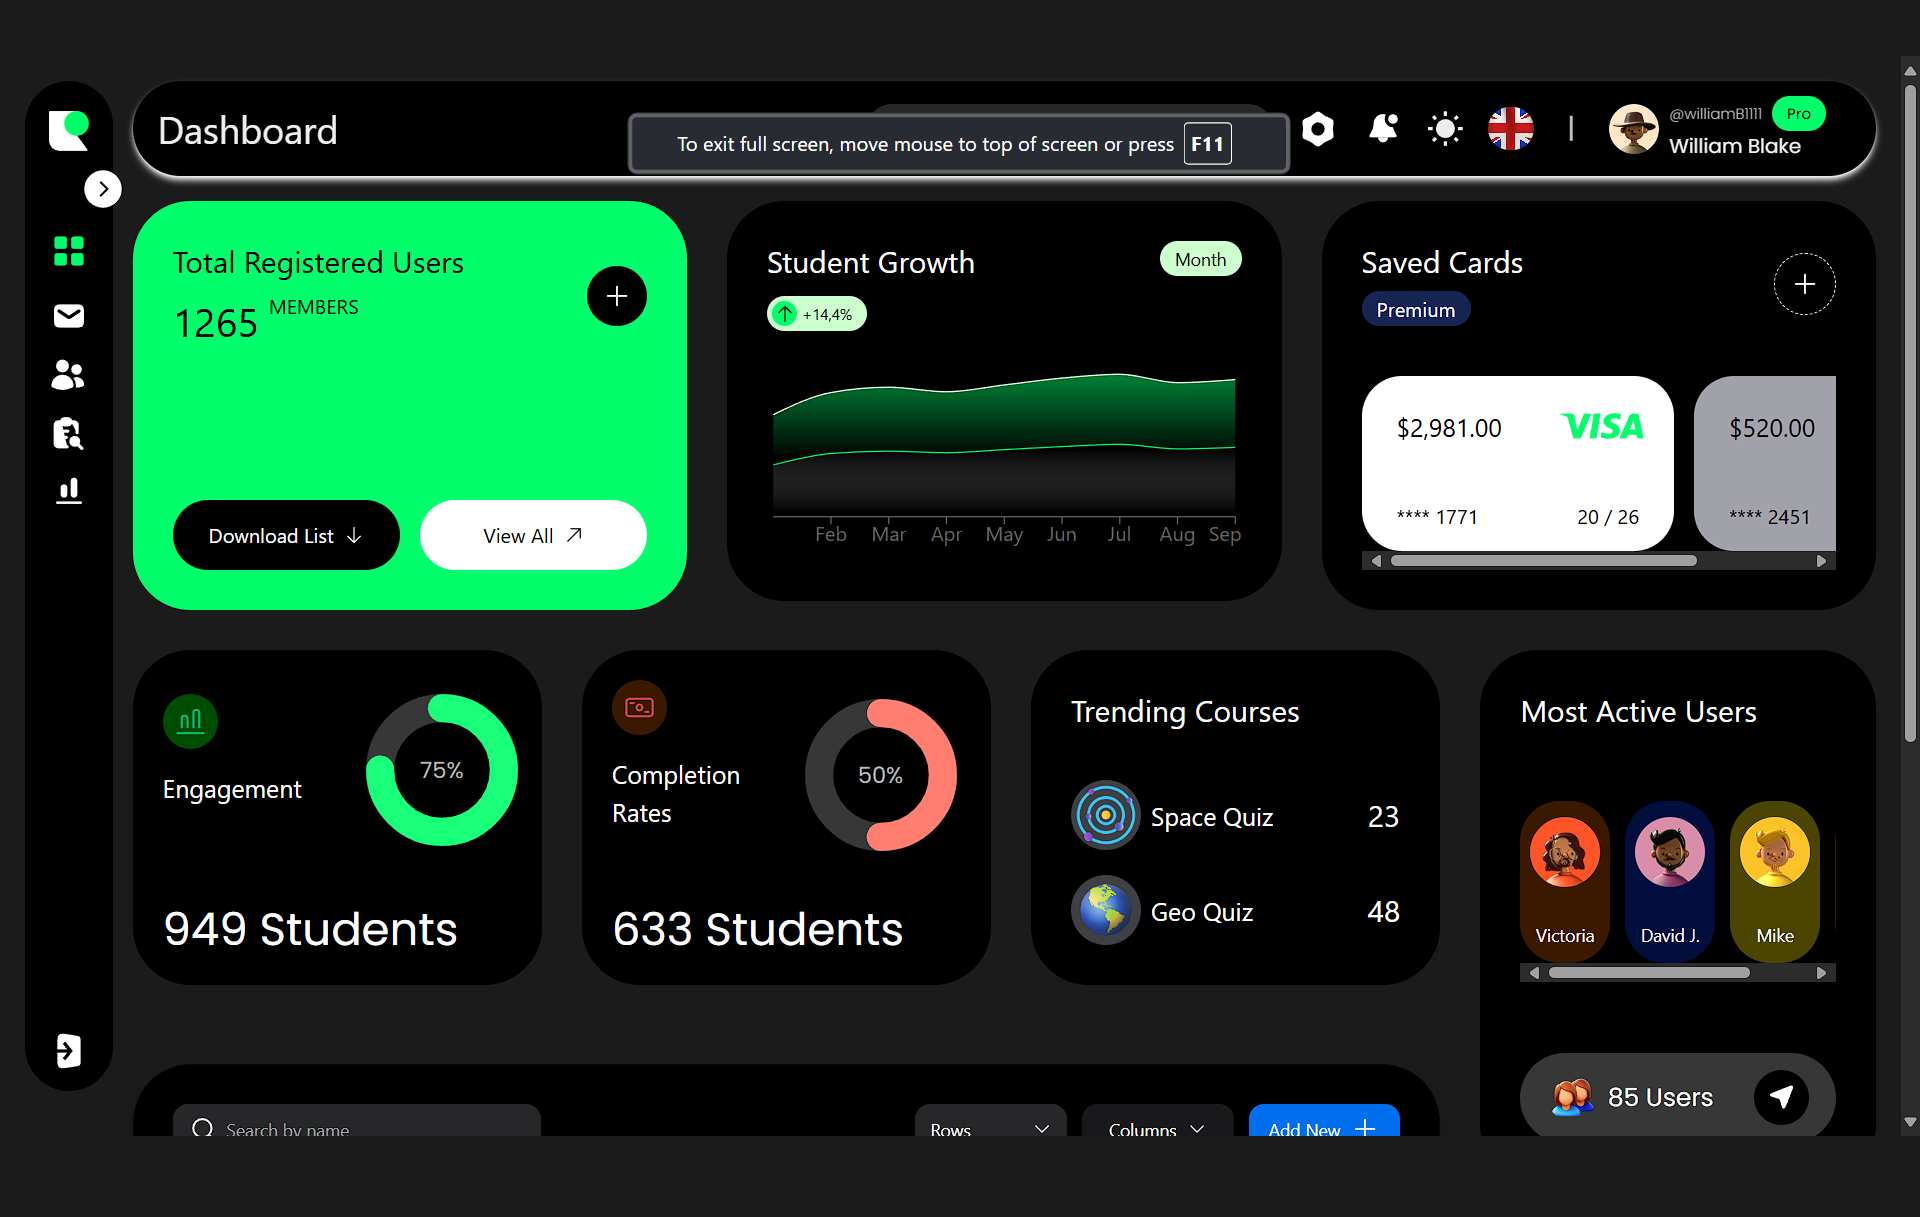 Dashboard
To exit full screen, move mouse to top of screen or press F11
@williamB1111
Pro
William Blake
Total Registered Users
1265 MEMBERS
Download List
View All
Student Growth
Month
+14,4%
Feb Mar Apr May Jun Jul Aug Sep
Saved Cards
Premium
$2,981.00
VISA
**** 1771
20 / 26
$520.00
**** 2451
Engagement
75%
949 Students
Completion
Rates
50%
633 Students
Trending Courses
Space Quiz 23
Geo Quiz 48
Most Active Users
Victoria
David J.
Mike
85 Users
Search by name
Rows
Columns
Add New